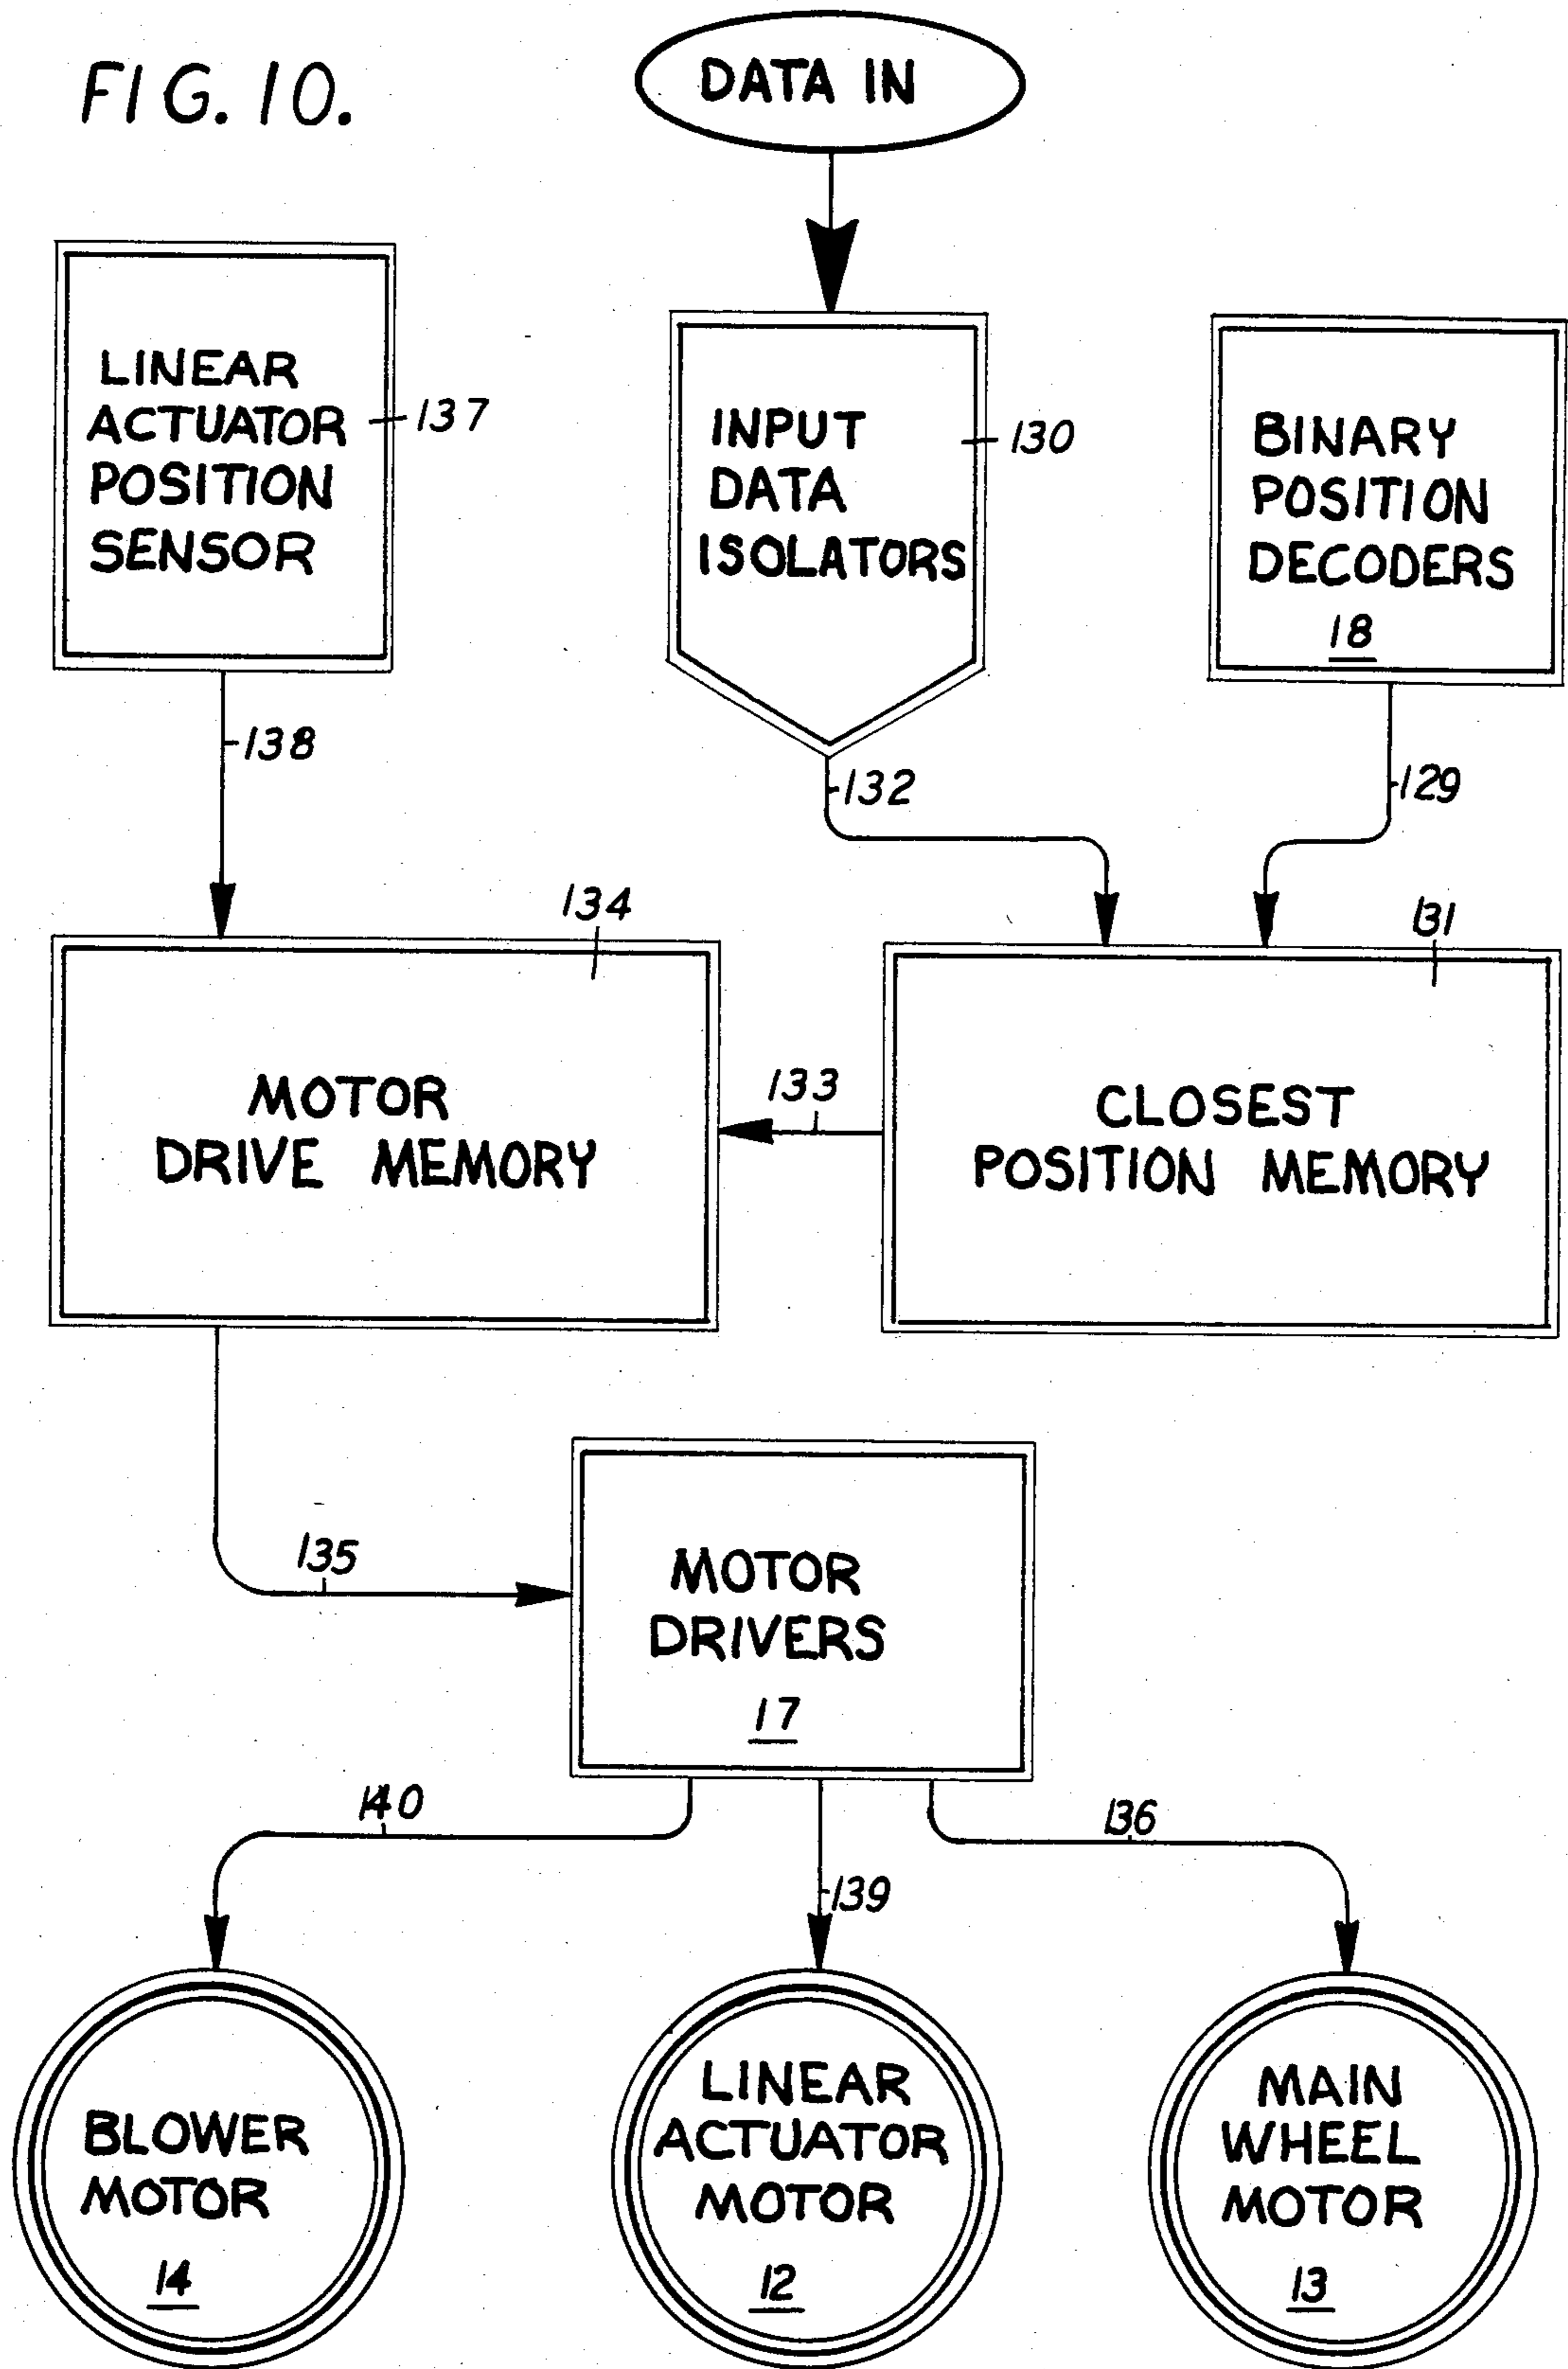 FIG. 10.
DATA IN
LINEAR
ACTUATOR
POSITION
SENSOR
137
INPUT
DATA
ISOLATORS
130
BINARY
POSITION
DECODERS
18
138
132
129
134
131
MOTOR
DRIVE MEMORY
133
CLOSEST
POSITION MEMORY
135
MOTOR
DRIVERS
17
140
139
136
BLOWER
MOTOR
14
LINEAR
ACTUATOR
MOTOR
12
MAIN
WHEEL
MOTOR
13